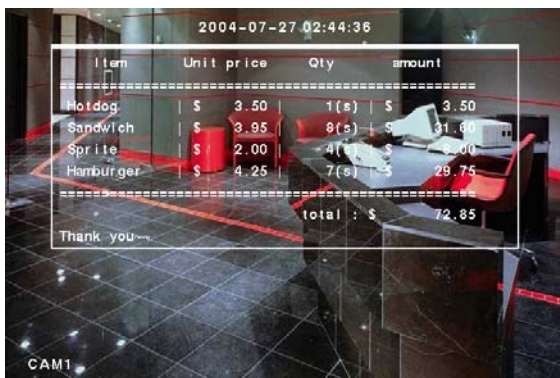 2004-07-27 02:44:36
Item Unit price Qty amount
Hotdog | $ 3.50 | 1(s) | $ 3.50
Sandwich | $ 3.95 | 8(s) | $ 31.60
Sprite | $ 2.00 | 4(s) | $ 8.00
Hamburger | $ 4.25 | 7(s) | $ 29.75
total : $ 72.85
Thank you~~
CAM1